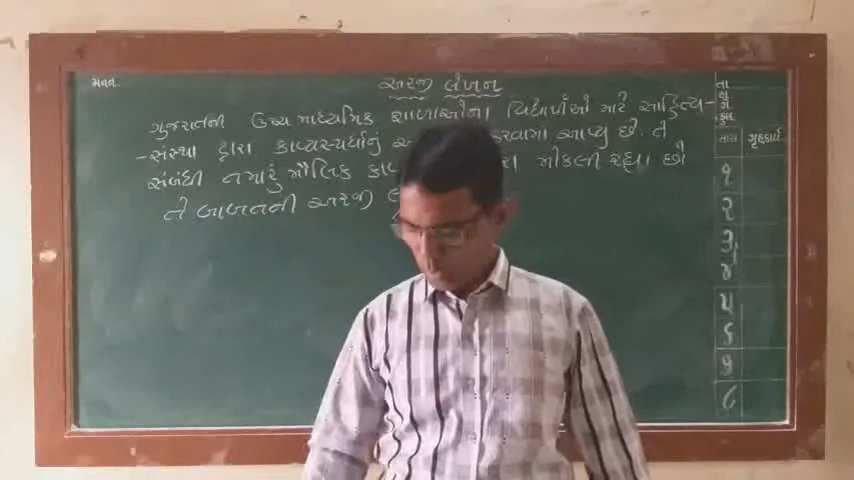 મનન.
અરજી લેખન
ગુજરાતની ઉચ્ચ માધ્યમિક શાળાઓના વિદ્યાર્થીઓ માટે સાહિત્ય-
-સંસ્થા દ્વારા કાવ્યસ્પર્ધાનું કરવામા આવ્યુ છે. તે
સંબંધી તમારું મૌલિક મોકલી રહ્યા છો
તે બાબતની અરજી
તા
તાસ ગૃહકાર્ય
૧
૨
૩
૪
૫
૬
૭
૮